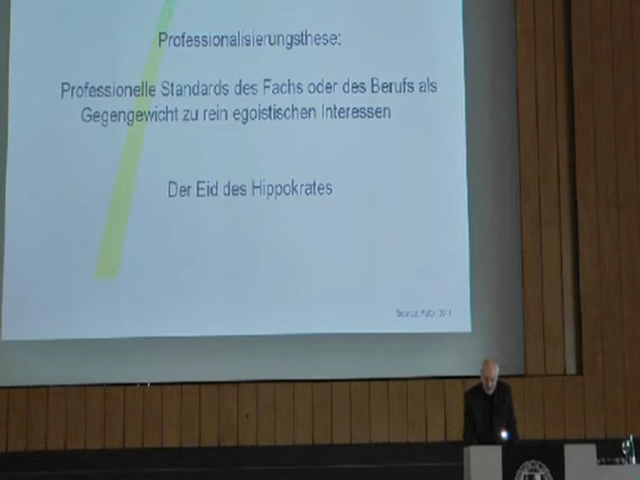 Professionalisierungsthese:
Professionelle Standards des Fachs oder des Berufs als
Gegengewicht zu rein egoistischen Interessen
Der Eid des Hippokrates